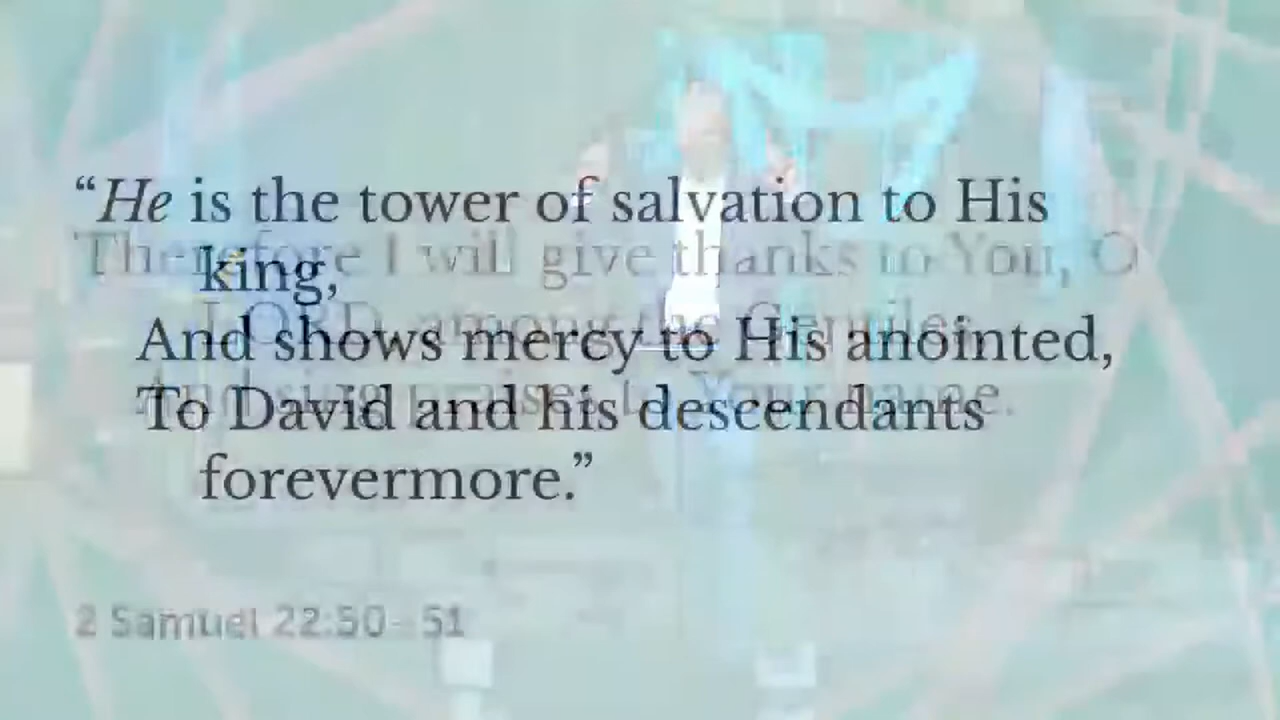 “He is the tower of salvation to His
Therefore I will give thanks to You, O
king,
LORD, among the Gentiles,
And shows mercy to His anointed,
And sing praises to Your name.
To David and his descendants
forevermore.”
2 Samuel 22:50-51